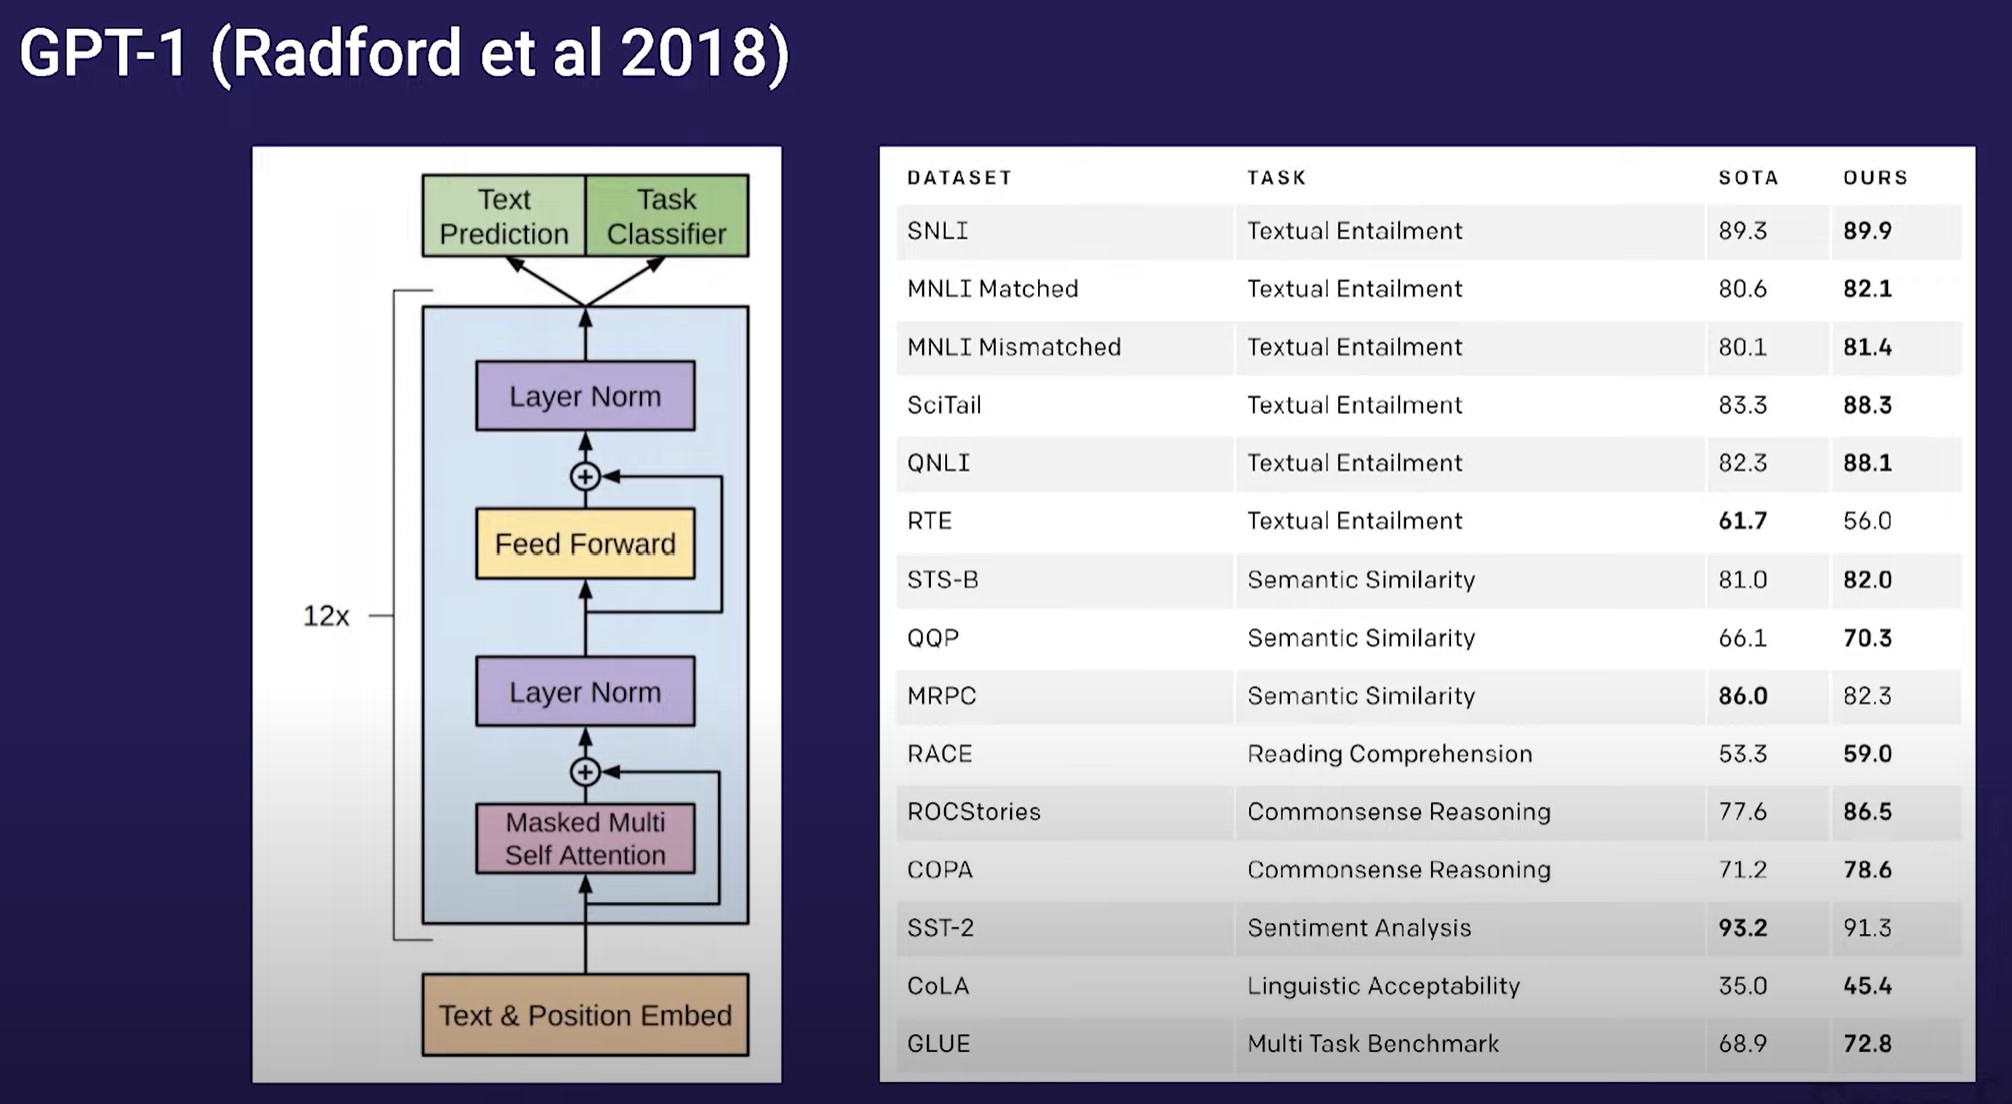 GPT-1 (Radford et al 2018)
Text
Prediction
Task
Classifier
Layer Norm
Feed Forward
12x
Layer Norm
Masked Multi
Self Attention
Text & Position Embed
DATASET TASK SOTA OURS
SNLI Textual Entailment 89.3 89.9
MNLI Matched Textual Entailment 80.6 82.1
MNLI Mismatched Textual Entailment 80.1 81.4
SciTail Textual Entailment 83.3 88.3
QNLI Textual Entailment 82.3 88.1
RTE Textual Entailment 61.7 56.0
STS-B Semantic Similarity 81.0 82.0
QQP Semantic Similarity 66.1 70.3
MRPC Semantic Similarity 86.0 82.3
RACE Reading Comprehension 53.3 59.0
ROCStories Commonsense Reasoning 77.6 86.5
COPA Commonsense Reasoning 71.2 78.6
SST-2 Sentiment Analysis 93.2 91.3
CoLA Linguistic Acceptability 35.0 45.4
GLUE Multi Task Benchmark 68.9 72.8